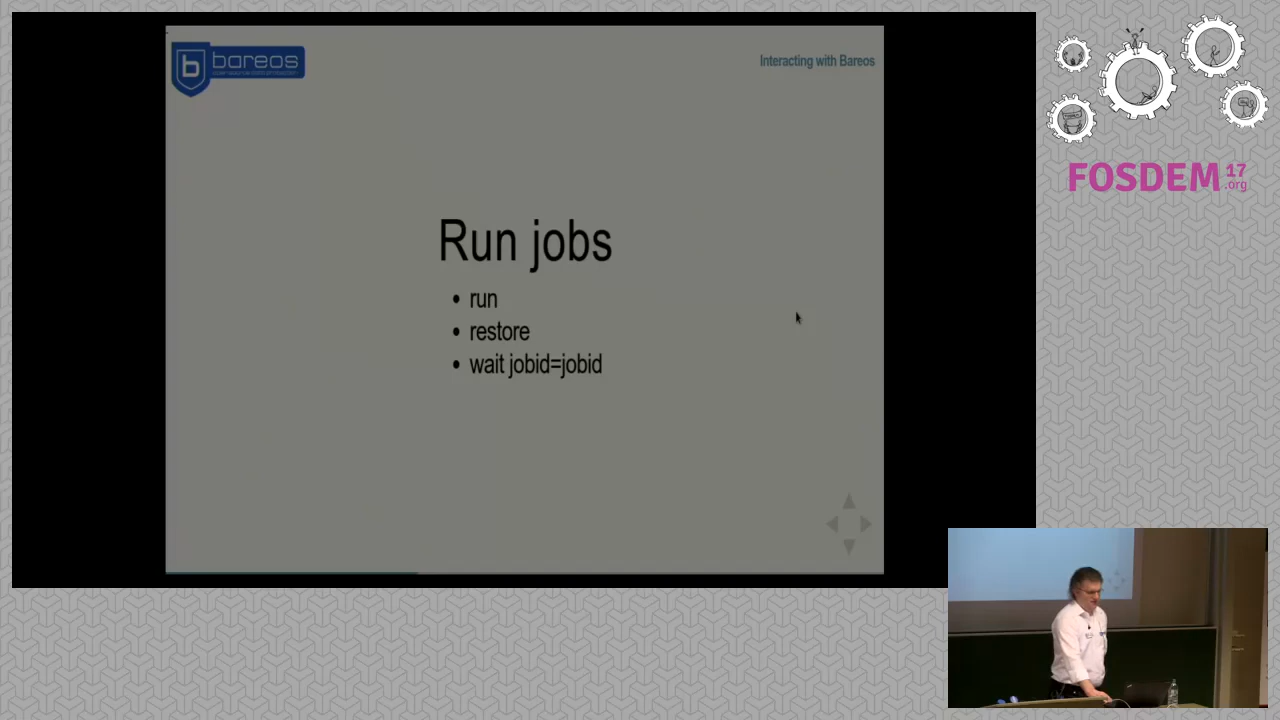 bareos
Interacting with Bareos
Run jobs
• run
• restore
• wait jobid=jobid
FOSDEM 17
.org